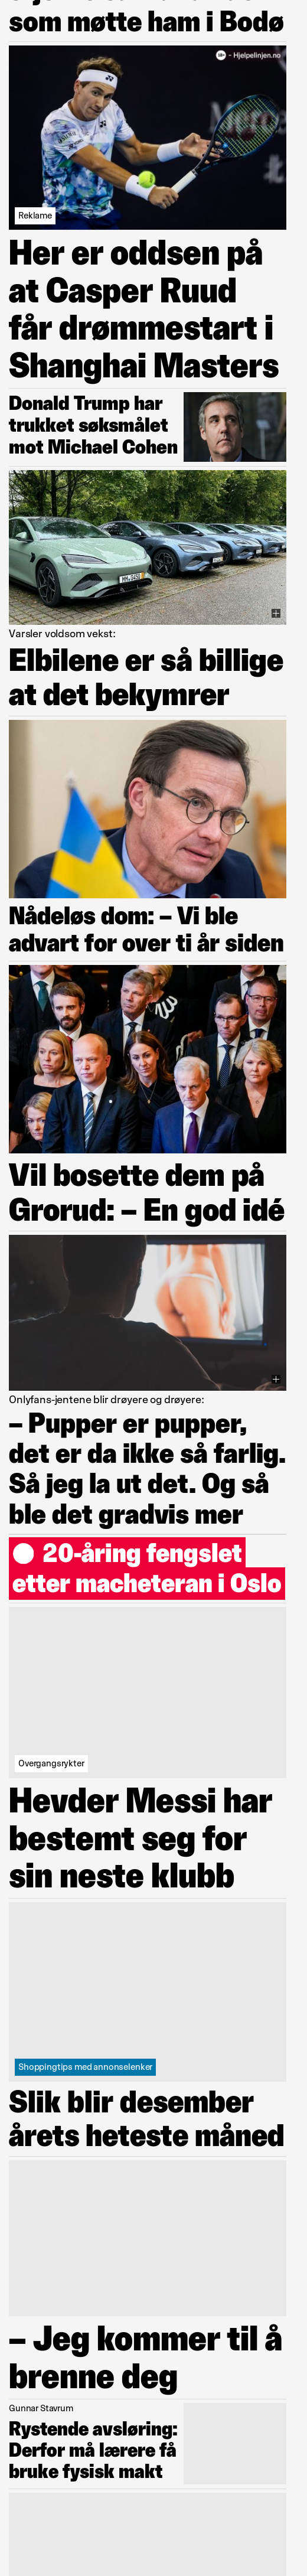 som møtte ham i Bodø
18+ - Hjelpelinjen.no
Reklame
Her er oddsen på
at Casper Ruud
får drømmestart i
Shanghai Masters
Donald Trump har
trukket søksmålet
mot Michael Cohen
Varsler voldsom vekst:
Elbilene er så billige
at det bekymrer
Nådeløs dom: – Vi ble
advart for over ti år siden
Vil bosette dem på
Grorud: – En god idé
Onlyfans-jentene blir drøyere og drøyere:
– Pupper er pupper,
det er da ikke så farlig.
Så jeg la ut det. Og så
ble det gradvis mer
20-åring fengslet
etter macheteran i Oslo
Overgangsrykter
Hevder Messi har
bestemt seg for
sin neste klubb
Shoppingtips med annonselenker
Slik blir desember
årets heteste måned
– Jeg kommer til å
brenne deg
Gunnar Stavrum
Rystende avsløring:
Derfor må lærere få
bruke fysisk makt